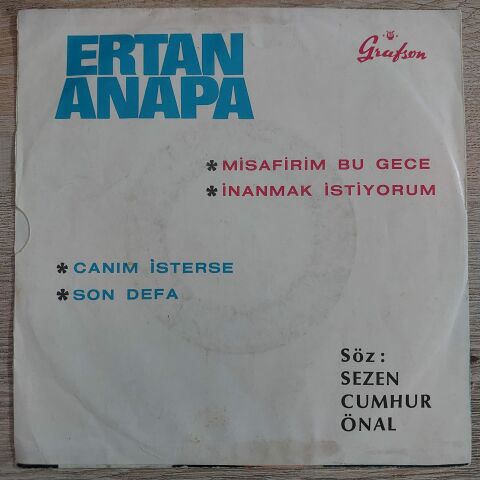 ERTAN
ANAPA
Grafson
*MİSAFİRİM BU GECE
*İNANMAK İSTİYORUM
*CANIM İSTERSE
*SON DEFA
Söz:
SEZEN
CUMHUR
ÖNAL